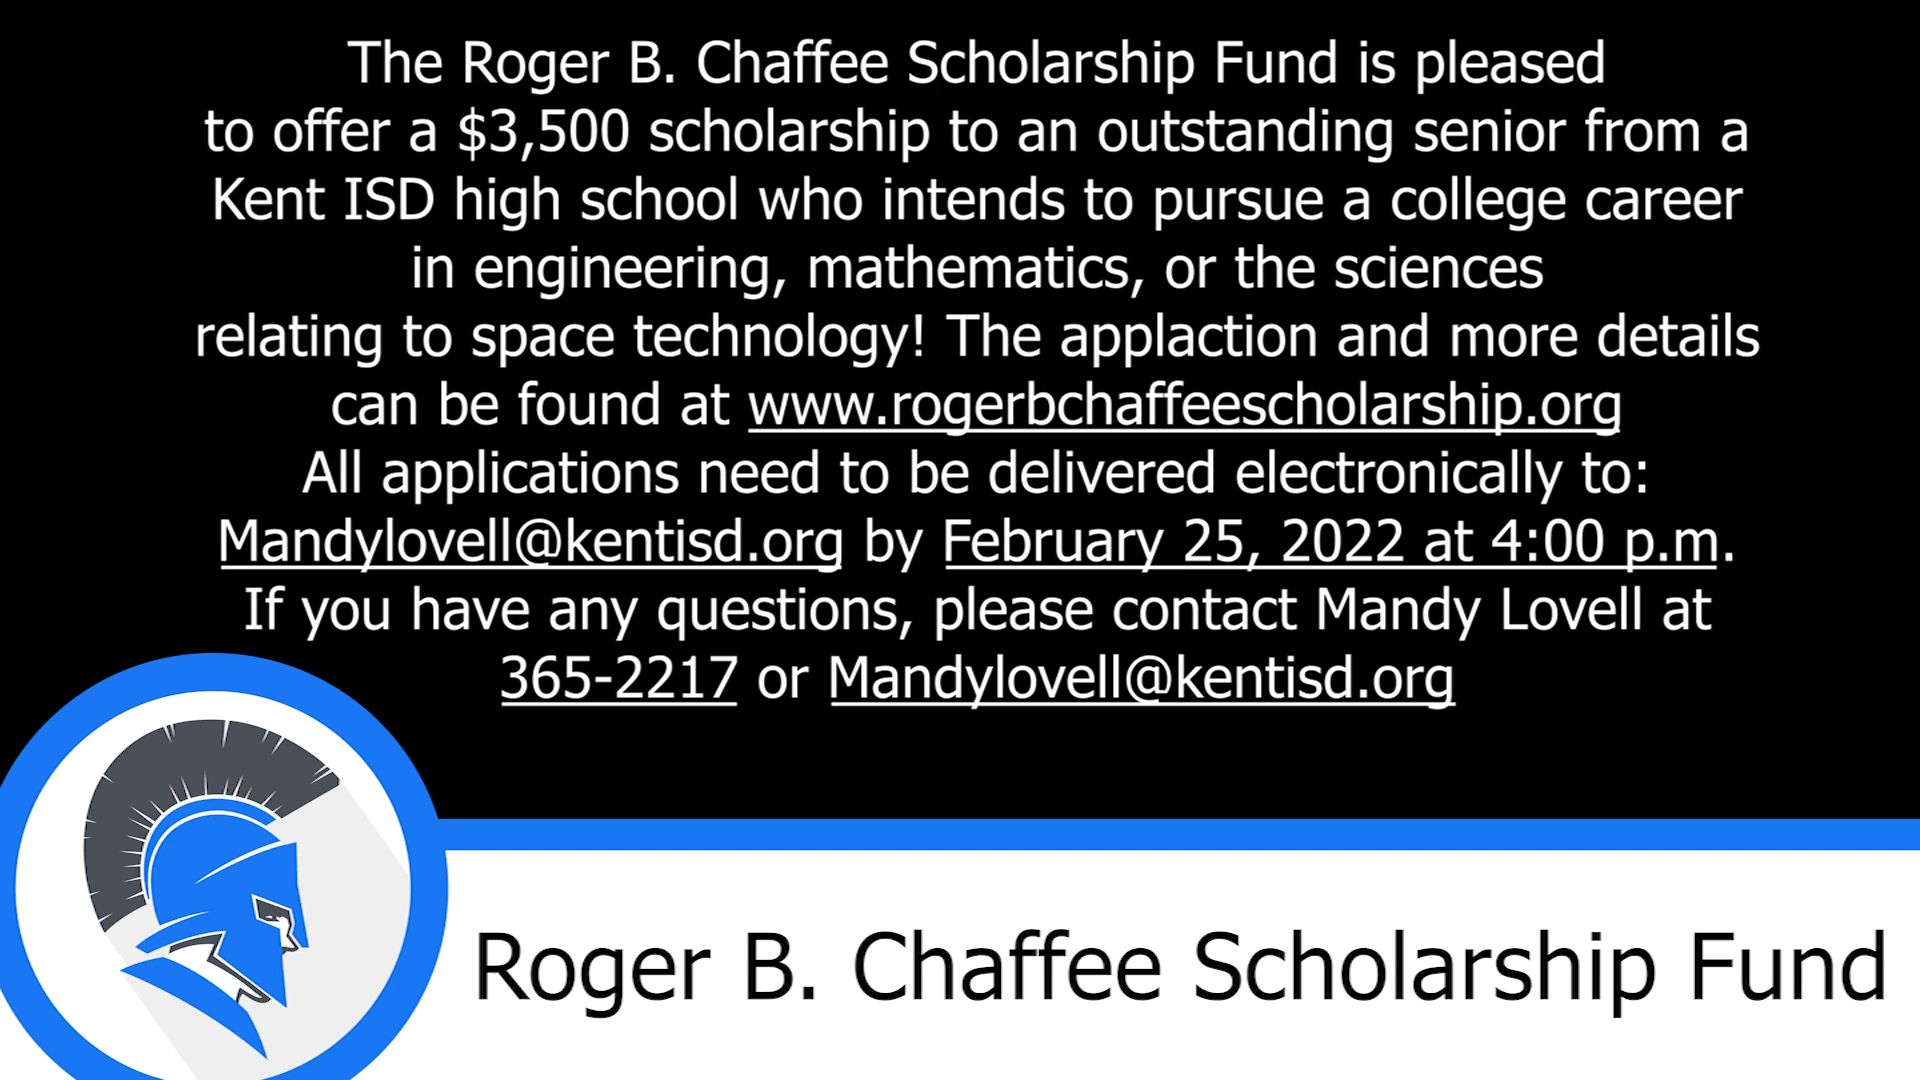 The Roger B. Chaffee Scholarship Fund is pleased
to offer a $3,500 scholarship to an outstanding senior from a
Kent ISD high school who intends to pursue a college career
in engineering, mathematics, or the sciences
relating to space technology! The applaction and more details
can be found at www.rogerbchaffeescholarship.org
All applications need to be delivered electronically to:
Mandylovell@kentisd.org by February 25, 2022 at 4:00 p.m.
If you have any questions, please contact Mandy Lovell at
365-2217 or Mandylovell@kentisd.org
Roger B. Chaffee Scholarship Fund